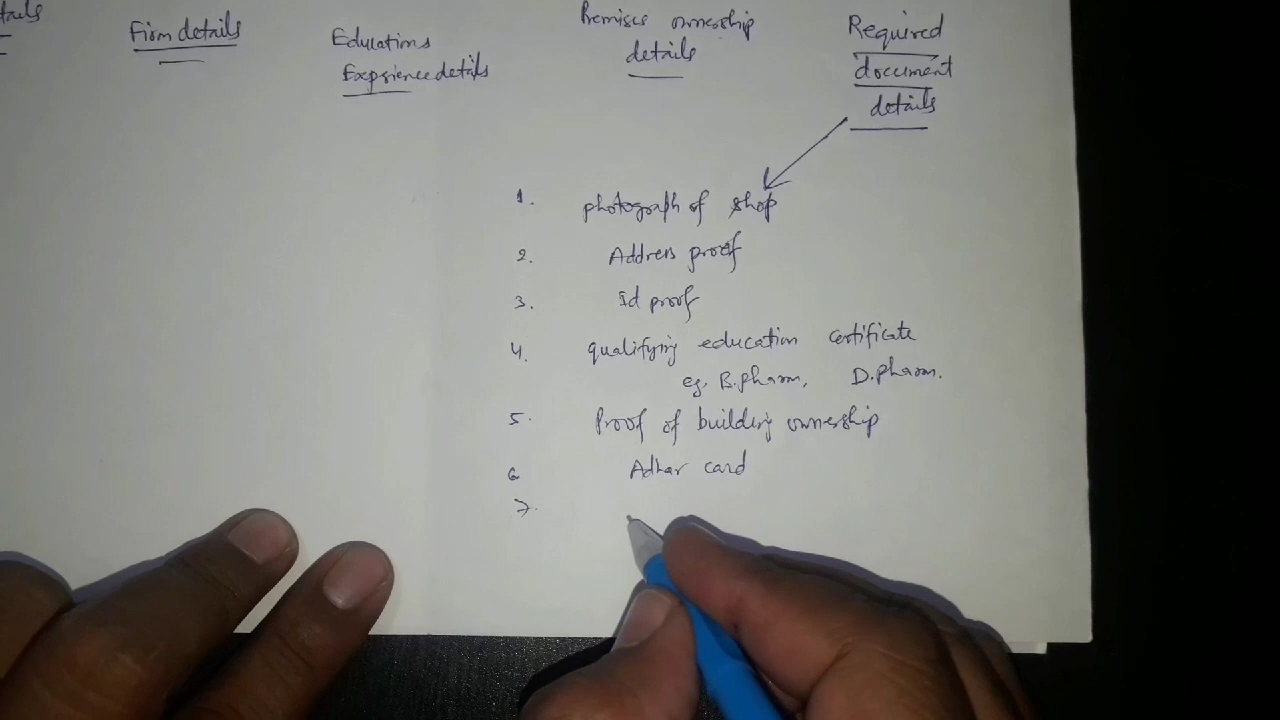 Firm details
Educations
Expsrience details
Premises ownership
details
Required
document
details
1. photograph of shop
2. Address proof
3. Id proof
4. qualifying education certificate
eg, B.pharm, D.pharm.
5. Proof of building ownership
6 Adhar card
7.